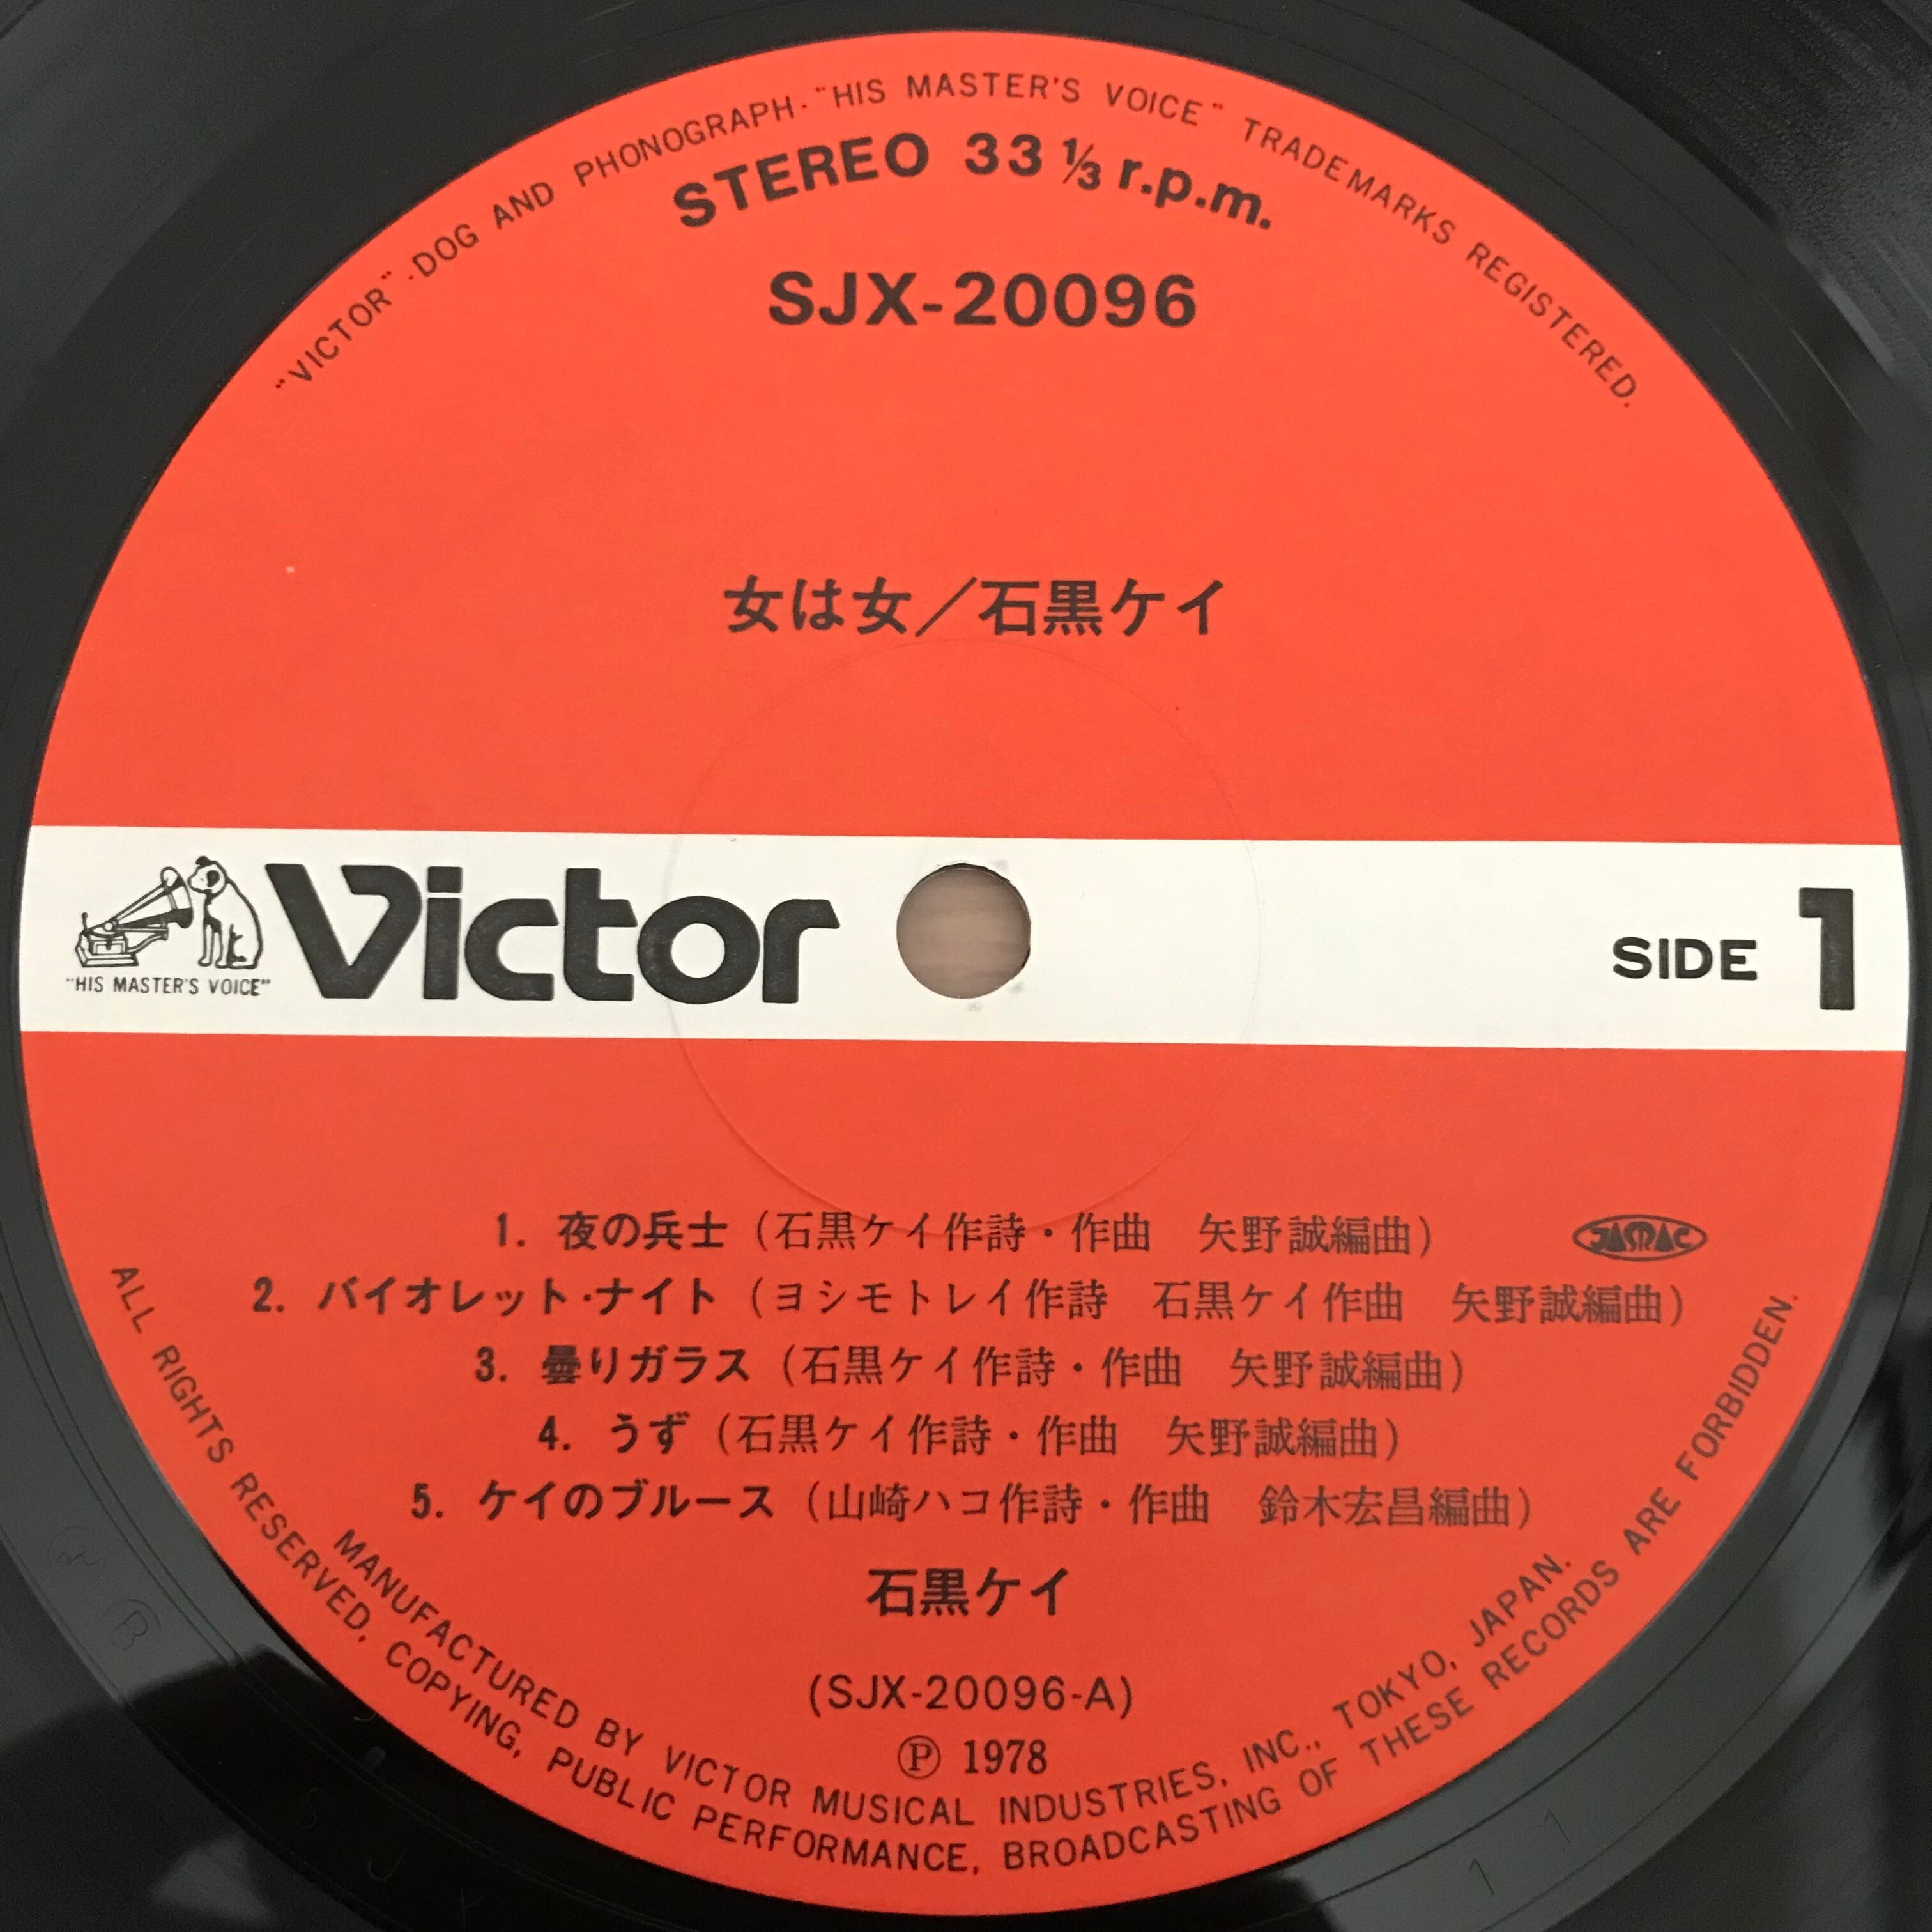 "VICTOR"·DOG AND PHONOGRAPH·"HIS MASTER'S VOICE" TRADEMARKS REGISTERED.
STEREO 33 ⅓ r.p.m.
SJX-20096
女は女／石黒ケイ
"HIS MASTER'S VOICE"
Victor
SIDE 1
1. 夜の兵士（石黒ケイ作詩・作曲　矢野誠編曲）
JASRAC
2. バイオレット・ナイト（ヨシモトレイ作詩　石黒ケイ作曲　矢野誠編曲）
3. 曇りガラス（石黒ケイ作詩・作曲　矢野誠編曲）
4. うず（石黒ケイ作詩・作曲　矢野誠編曲）
5. ケイのブルース（山崎ハコ作詩・作曲　鈴木宏昌編曲）
石黒ケイ
(SJX-20096-A)
Ⓟ 1978
MANUFACTURED BY VICTOR MUSICAL INDUSTRIES, INC., TOKYO, JAPAN.
ALL RIGHTS RESERVED, COPYING, PUBLIC PERFORMANCE, BROADCASTING OF THESE RECORDS ARE FORBIDDEN.